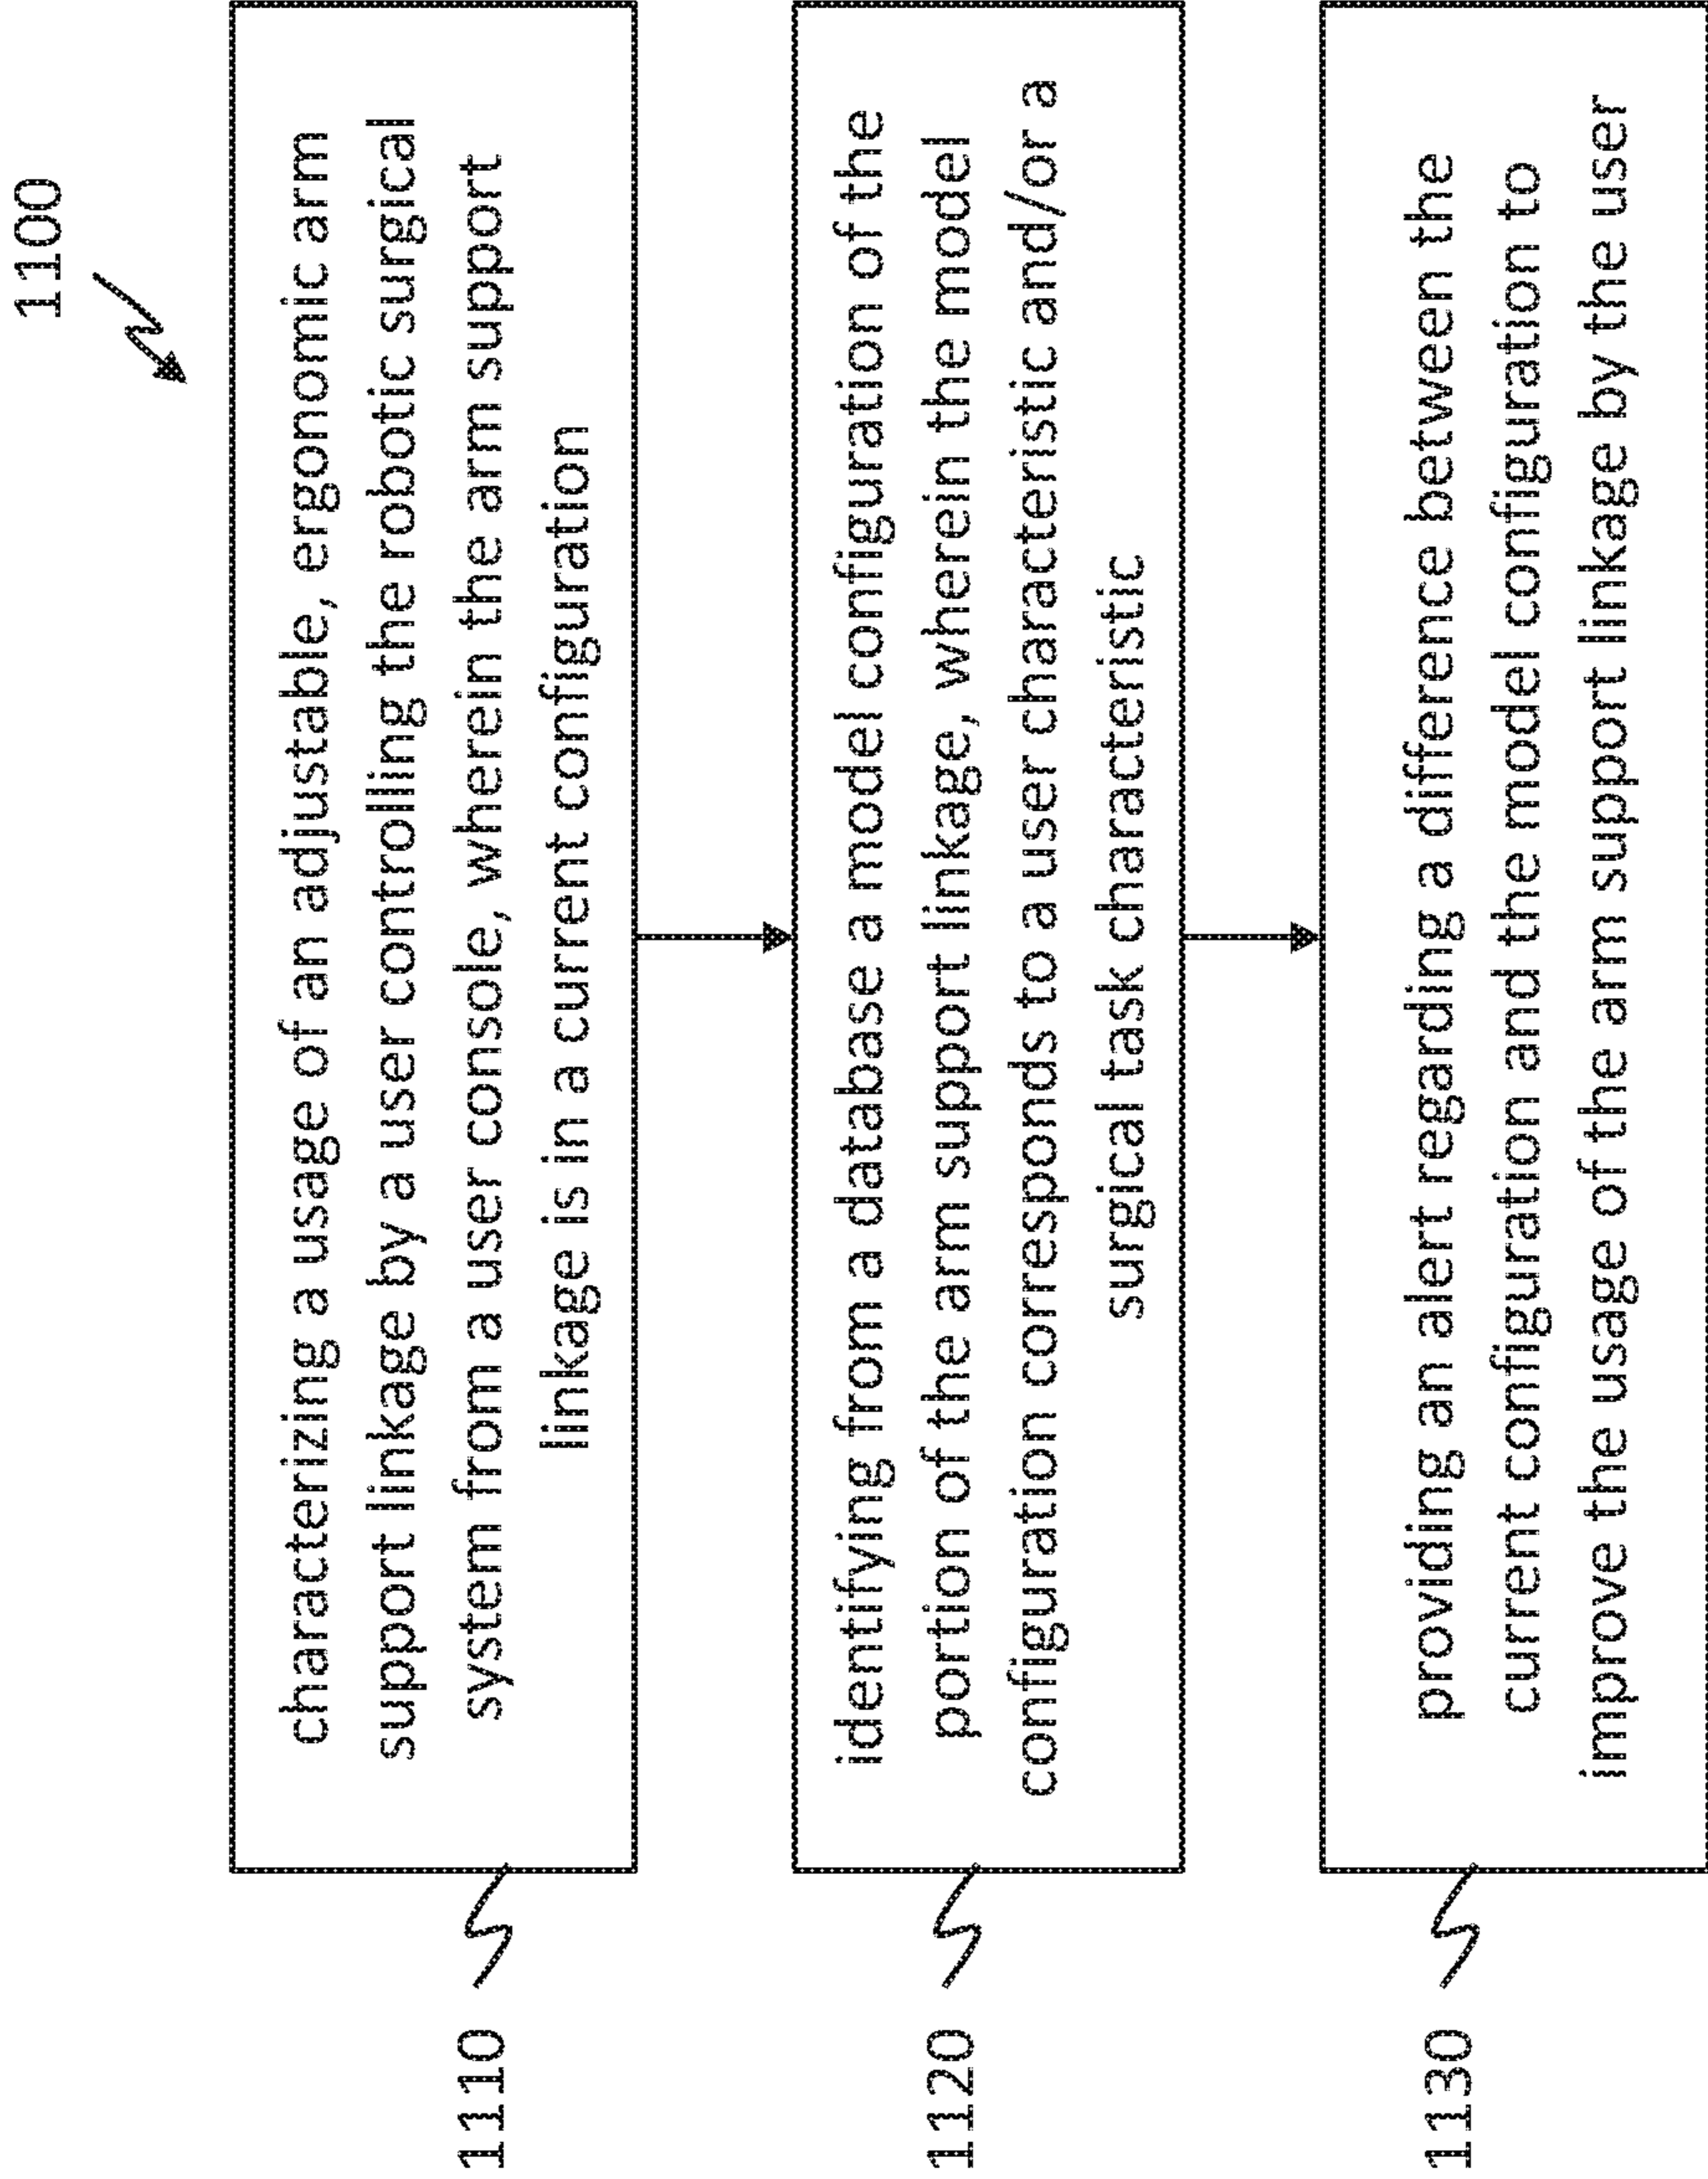 1100
1110
characterizing a usage of an adjustable, ergonomic arm
support linkage by a user controlling the robotic surgical
system from a user console, wherein the arm support
linkage is in a current configuration
1120
identifying from a database a model configuration of the
portion of the arm support linkage, wherein the model
configuration corresponds to a user characteristic and/or a
surgical task characteristic
1130
providing an alert regarding a difference between the
current configuration and the model configuration to
improve the usage of the arm support linkage by the user